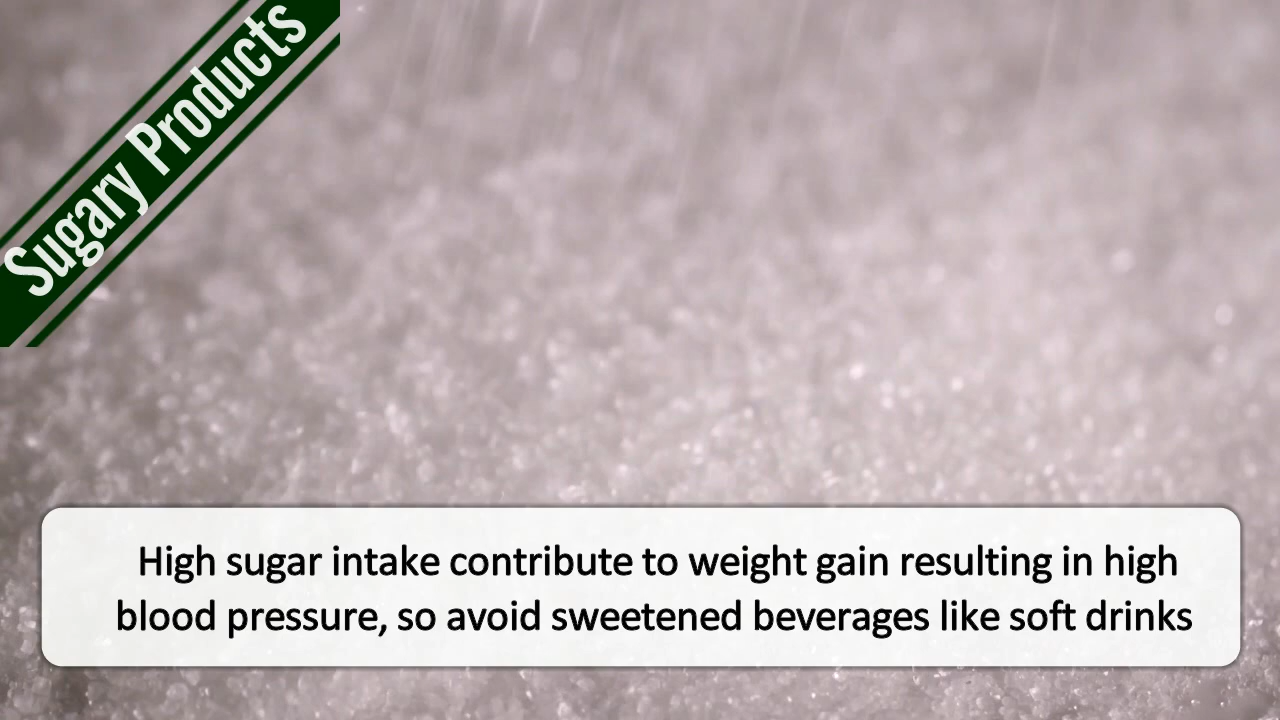 Sugary Products
High sugar intake contribute to weight gain resulting in high
blood pressure, so avoid sweetened beverages like soft drinks